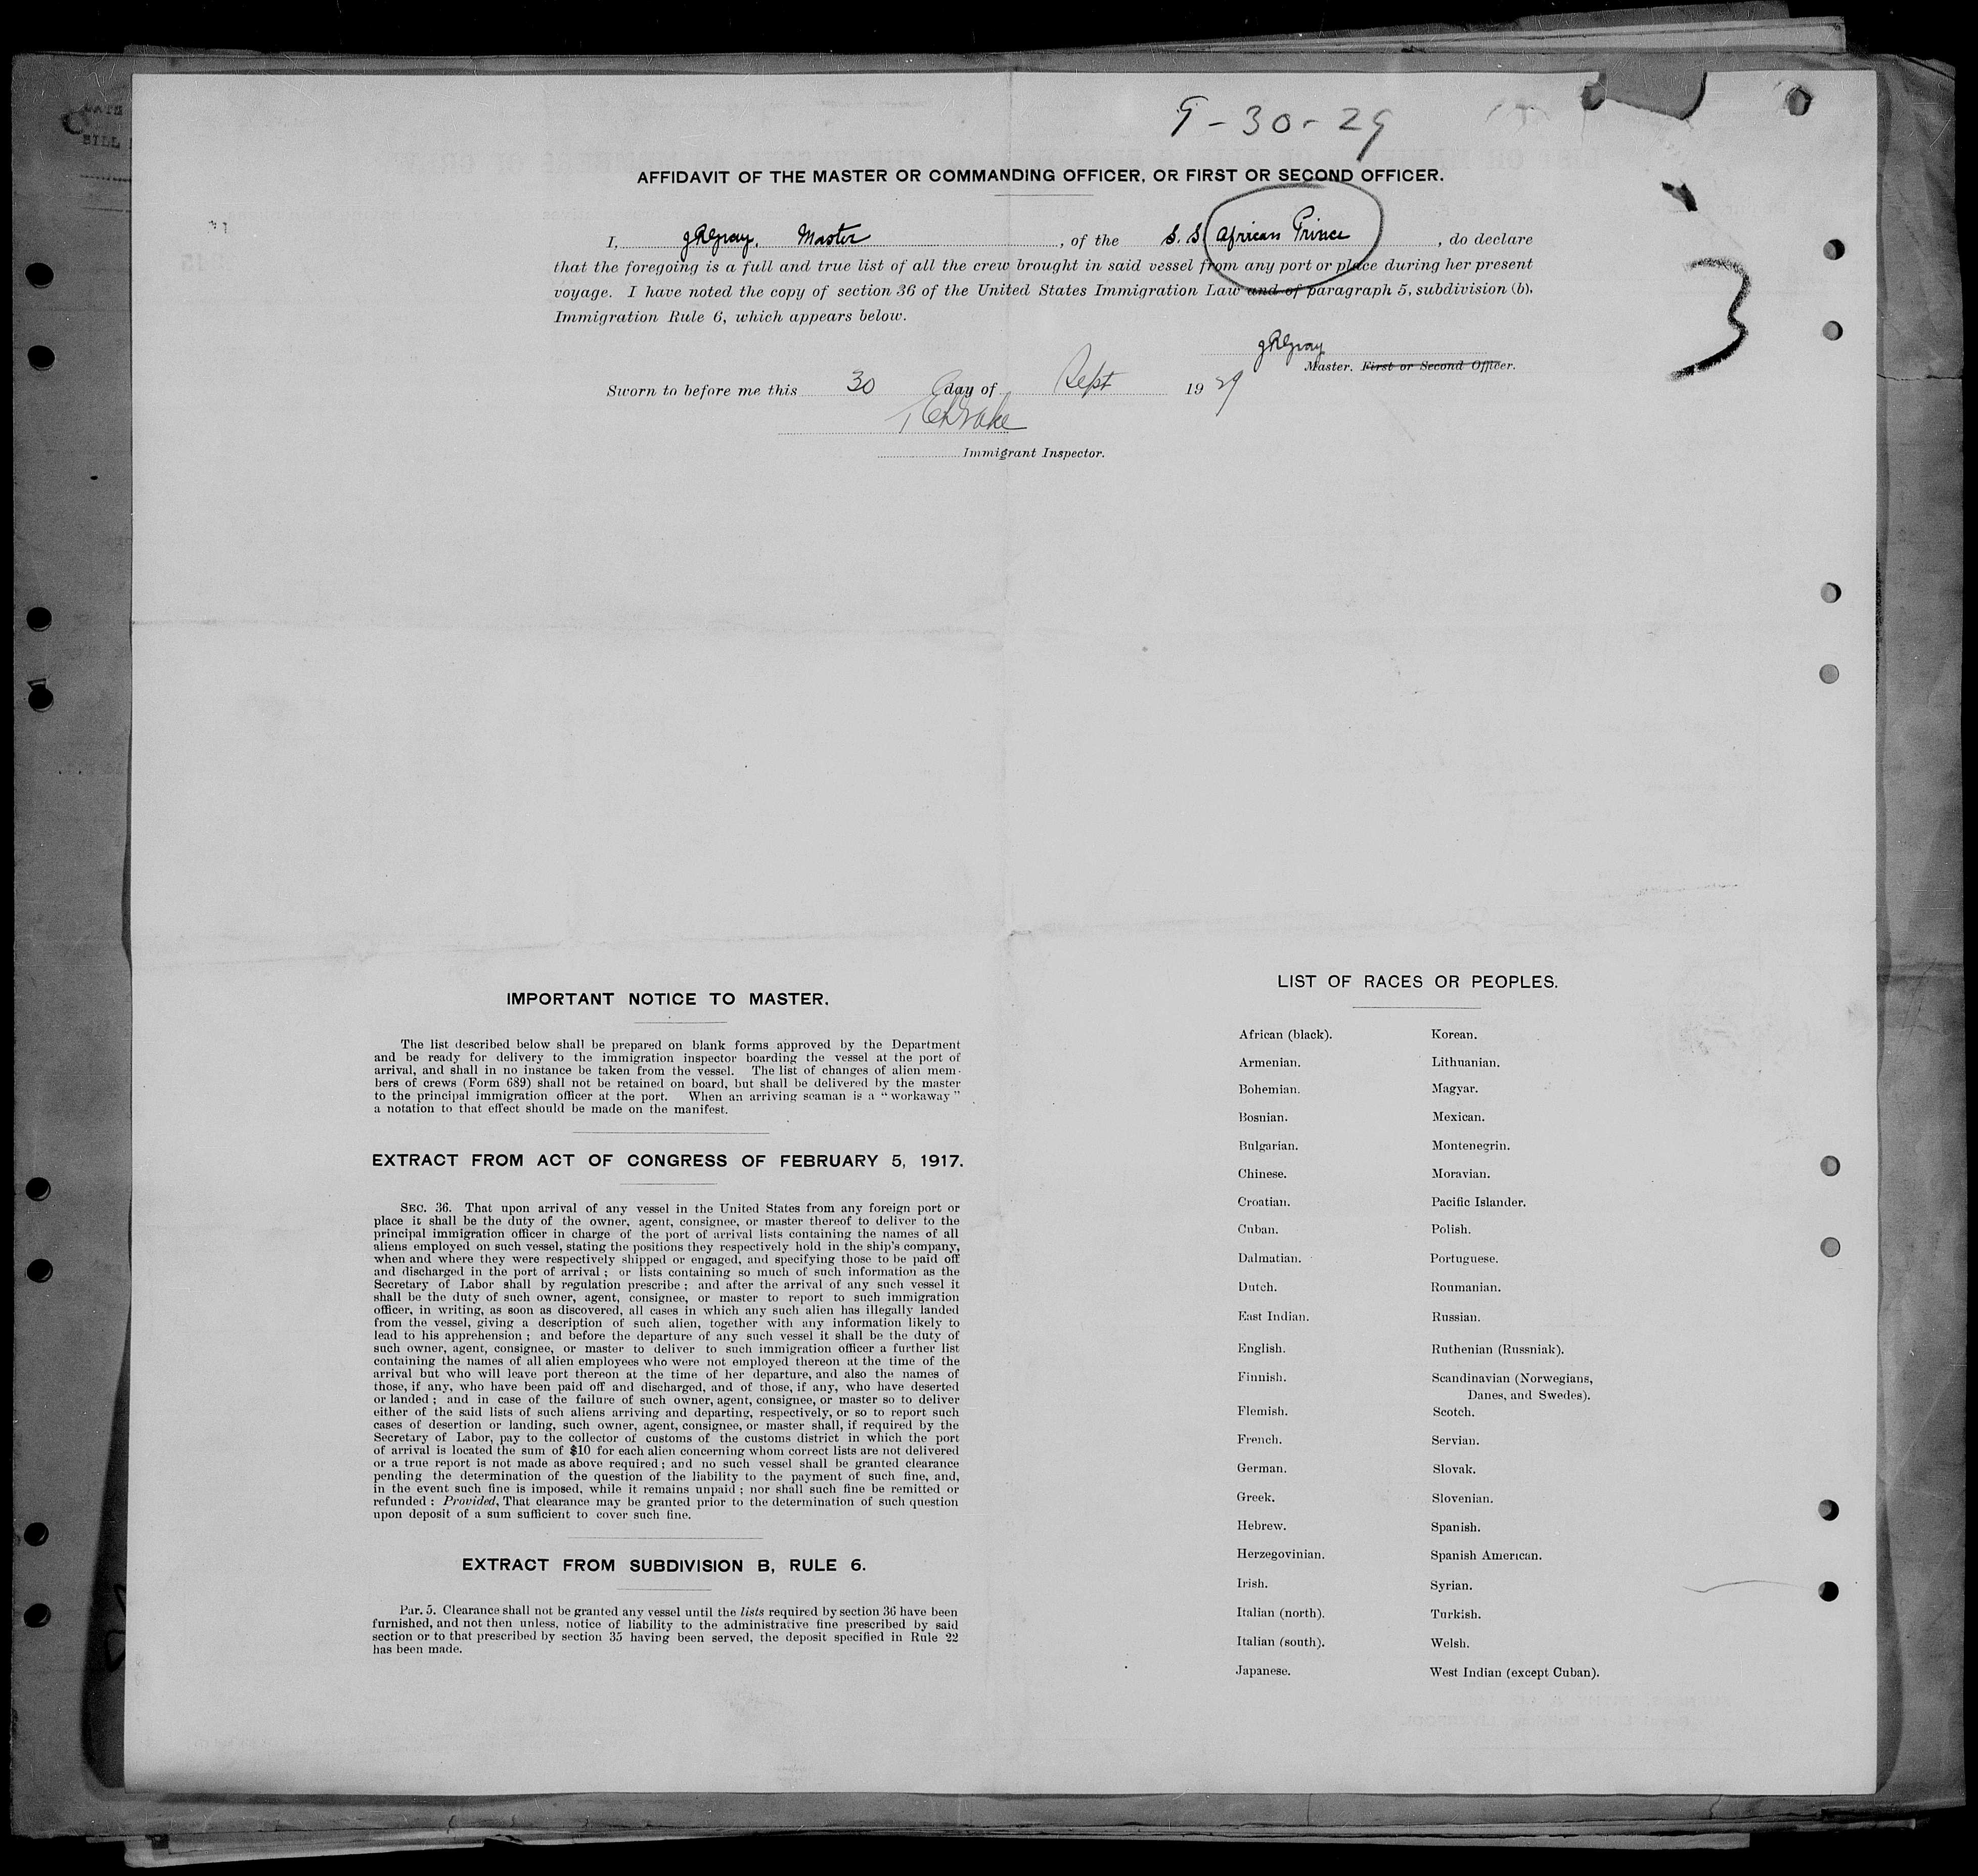 9-30-29
AFFIDAVIT OF THE MASTER OR COMMANDING OFFICER, OR FIRST OR SECOND OFFICER.
I, J R Gray, Master, of the S.S. African Prince, do declare
that the foregoing is a full and true list of all the crew brought in said vessel from any port or place during her present
voyage. I have noted the copy of section 36 of the United States Immigration Law and of paragraph 5, subdivision (b),
Immigration Rule 6, which appears below.
3
J R Gray
Master. First or Second Officer.
Sworn to before me this 30 day of Sept 1929
Drake
Immigrant Inspector.
IMPORTANT NOTICE TO MASTER.
The list described below shall be prepared on blank forms approved by the Department
and be ready for delivery to the immigration inspector boarding the vessel at the port of
arrival, and shall in no instance be taken from the vessel. The list of changes of alien mem-
bers of crews (Form 689) shall not be retained on board, but shall be delivered by the master
to the principal immigration officer at the port. When an arriving seaman is a "workaway"
a notation to that effect should be made on the manifest.
EXTRACT FROM ACT OF CONGRESS OF FEBRUARY 5, 1917.
SEC. 36. That upon arrival of any vessel in the United States from any foreign port or
place it shall be the duty of the owner, agent, consignee, or master thereof to deliver to the
principal immigration officer in charge of the port of arrival lists containing the names of all
aliens employed on such vessel, stating the positions they respectively hold in the ship's company,
when and where they were respectively shipped or engaged, and specifying those to be paid off
and discharged in the port of arrival; or lists containing so much of such information as the
Secretary of Labor shall by regulation prescribe; and after the arrival of any such vessel it
shall be the duty of such owner, agent, consignee, or master to report to such immigration
officer, in writing, as soon as discovered, all cases in which any such alien has illegally landed
from the vessel, giving a description of such alien, together with any information likely to
lead to his apprehension; and before the departure of any such vessel it shall be the duty of
such owner, agent, consignee, or master to deliver to such immigration officer a further list
containing the names of all alien employees who were not employed thereon at the time of the
arrival but who will leave port thereon at the time of her departure, and also the names of
those, if any, who have been paid off and discharged, and of those, if any, who have deserted
or landed; and in case of the failure of such owner, agent, consignee, or master so to deliver
either of the said lists of such aliens arriving and departing, respectively, or so to report such
cases of desertion or landing, such owner, agent, consignee, or master shall, if required by the
Secretary of Labor, pay to the collector of customs of the customs district in which the port
of arrival is located the sum of $10 for each alien concerning whom correct lists are not delivered
or a true report is not made as above required; and no such vessel shall be granted clearance
pending the determination of the question of the liability to the payment of such fine, and,
in the event such fine is imposed, while it remains unpaid; nor shall such fine be remitted or
refunded: Provided, That clearance may be granted prior to the determination of such question
upon deposit of a sum sufficient to cover such fine.
EXTRACT FROM SUBDIVISION B, RULE 6.
Par. 5. Clearance shall not be granted any vessel until the lists required by section 36 have been
furnished, and not then unless, notice of liability to the administrative fine prescribed by said
section or to that prescribed by section 35 having been served, the deposit specified in Rule 22
has been made.
LIST OF RACES OR PEOPLES.
African (black). Korean.
Armenian. Lithuanian.
Bohemian. Magyar.
Bosnian. Mexican.
Bulgarian. Montenegrin.
Chinese. Moravian.
Croatian. Pacific Islander.
Cuban. Polish.
Dalmatian. Portuguese.
Dutch. Roumanian.
East Indian. Russian.
English. Ruthenian (Russniak).
Finnish. Scandinavian (Norwegians,
Danes, and Swedes).
Flemish. Scotch.
French. Servian.
German. Slovak.
Greek. Slovenian.
Hebrew. Spanish.
Herzegovinian. Spanish American.
Irish. Syrian.
Italian (north). Turkish.
Italian (south). Welsh.
Japanese. West Indian (except Cuban).